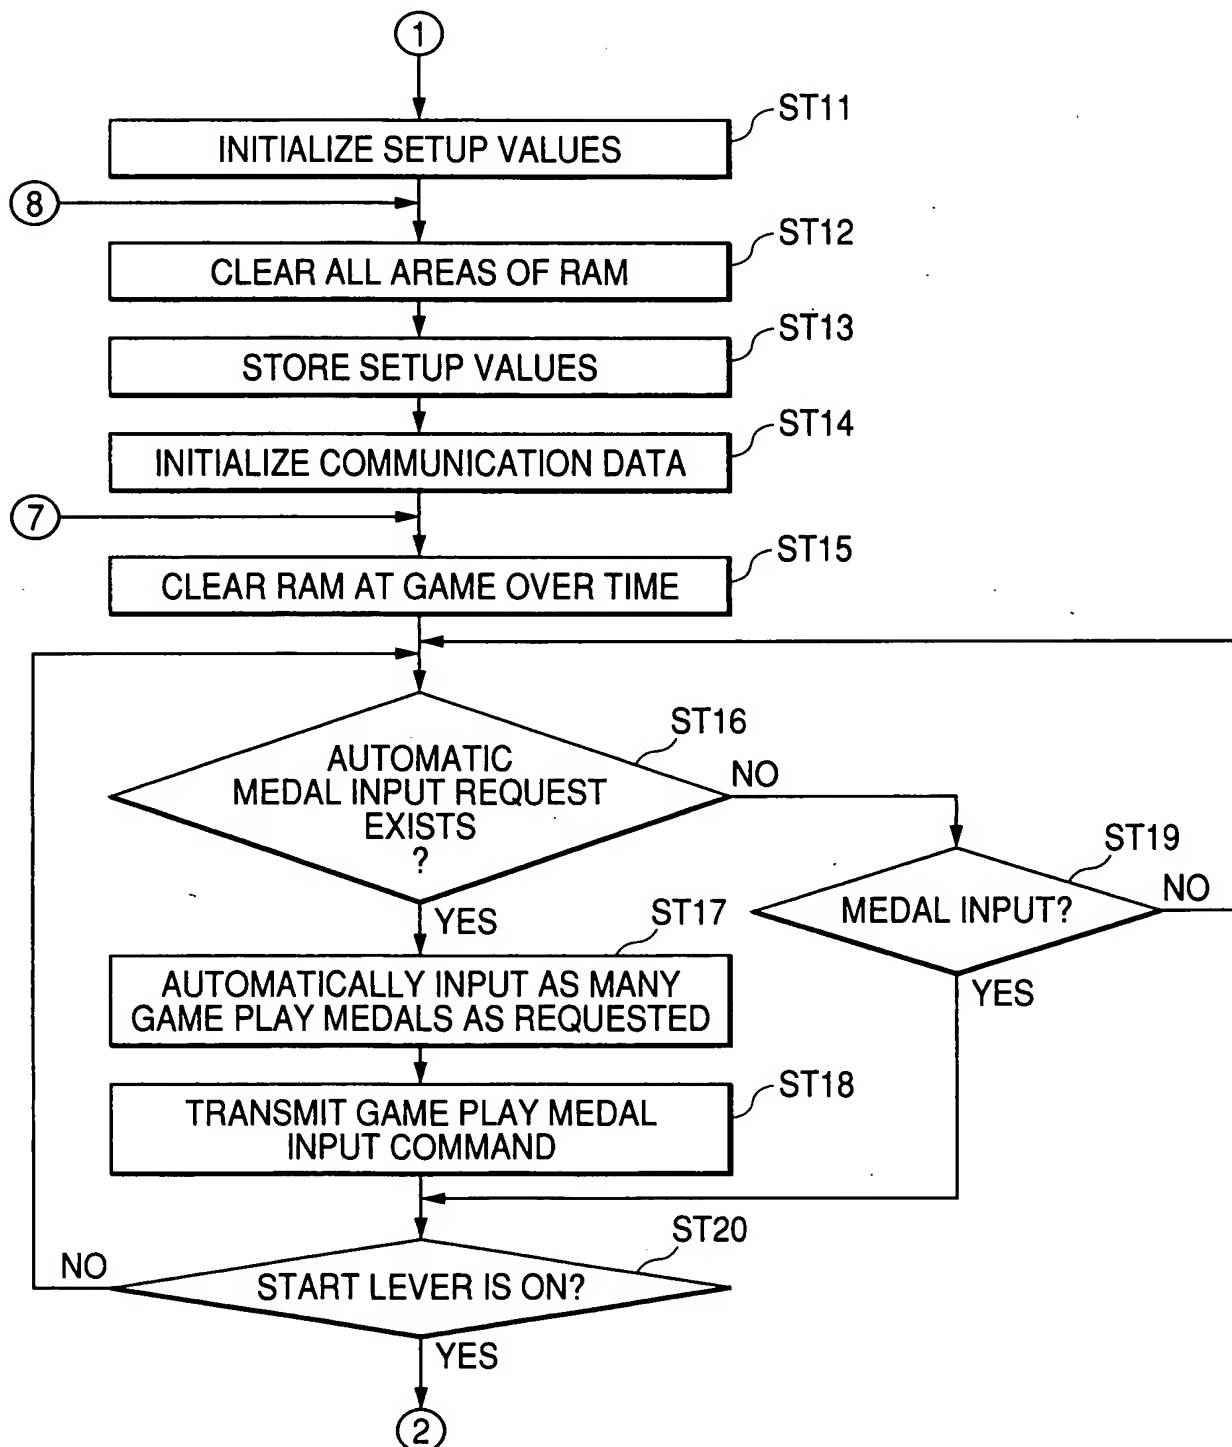 1
ST11
INITIALIZE SETUP VALUES
8
ST12
CLEAR ALL AREAS OF RAM
ST13
STORE SETUP VALUES
ST14
INITIALIZE COMMUNICATION DATA
7
ST15
CLEAR RAM AT GAME OVER TIME
ST16
AUTOMATIC
MEDAL INPUT REQUEST
EXISTS
?
NO
ST19
MEDAL INPUT?
NO
YES
YES
ST17
AUTOMATICALLY INPUT AS MANY
GAME PLAY MEDALS AS REQUESTED
ST18
TRANSMIT GAME PLAY MEDAL
INPUT COMMAND
ST20
NO
START LEVER IS ON?
YES
2